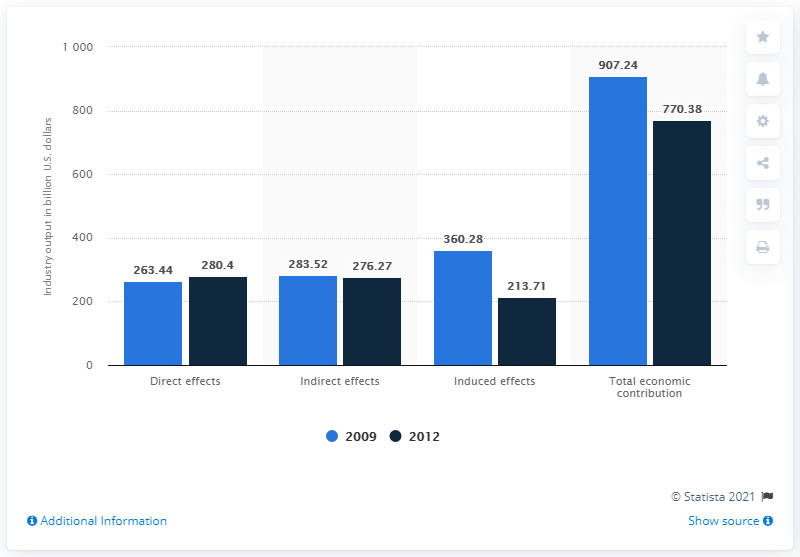 1 000
800
600
400
200
0
Industry output in billion U.S. dollars
263.44
280.4
283.52
276.27
360.28
213.71
907.24
770.38
Direct effects
Indirect effects
Induced effects
Total economic
contribution
2009
2012
© Statista 2021
Additional Information
Show source